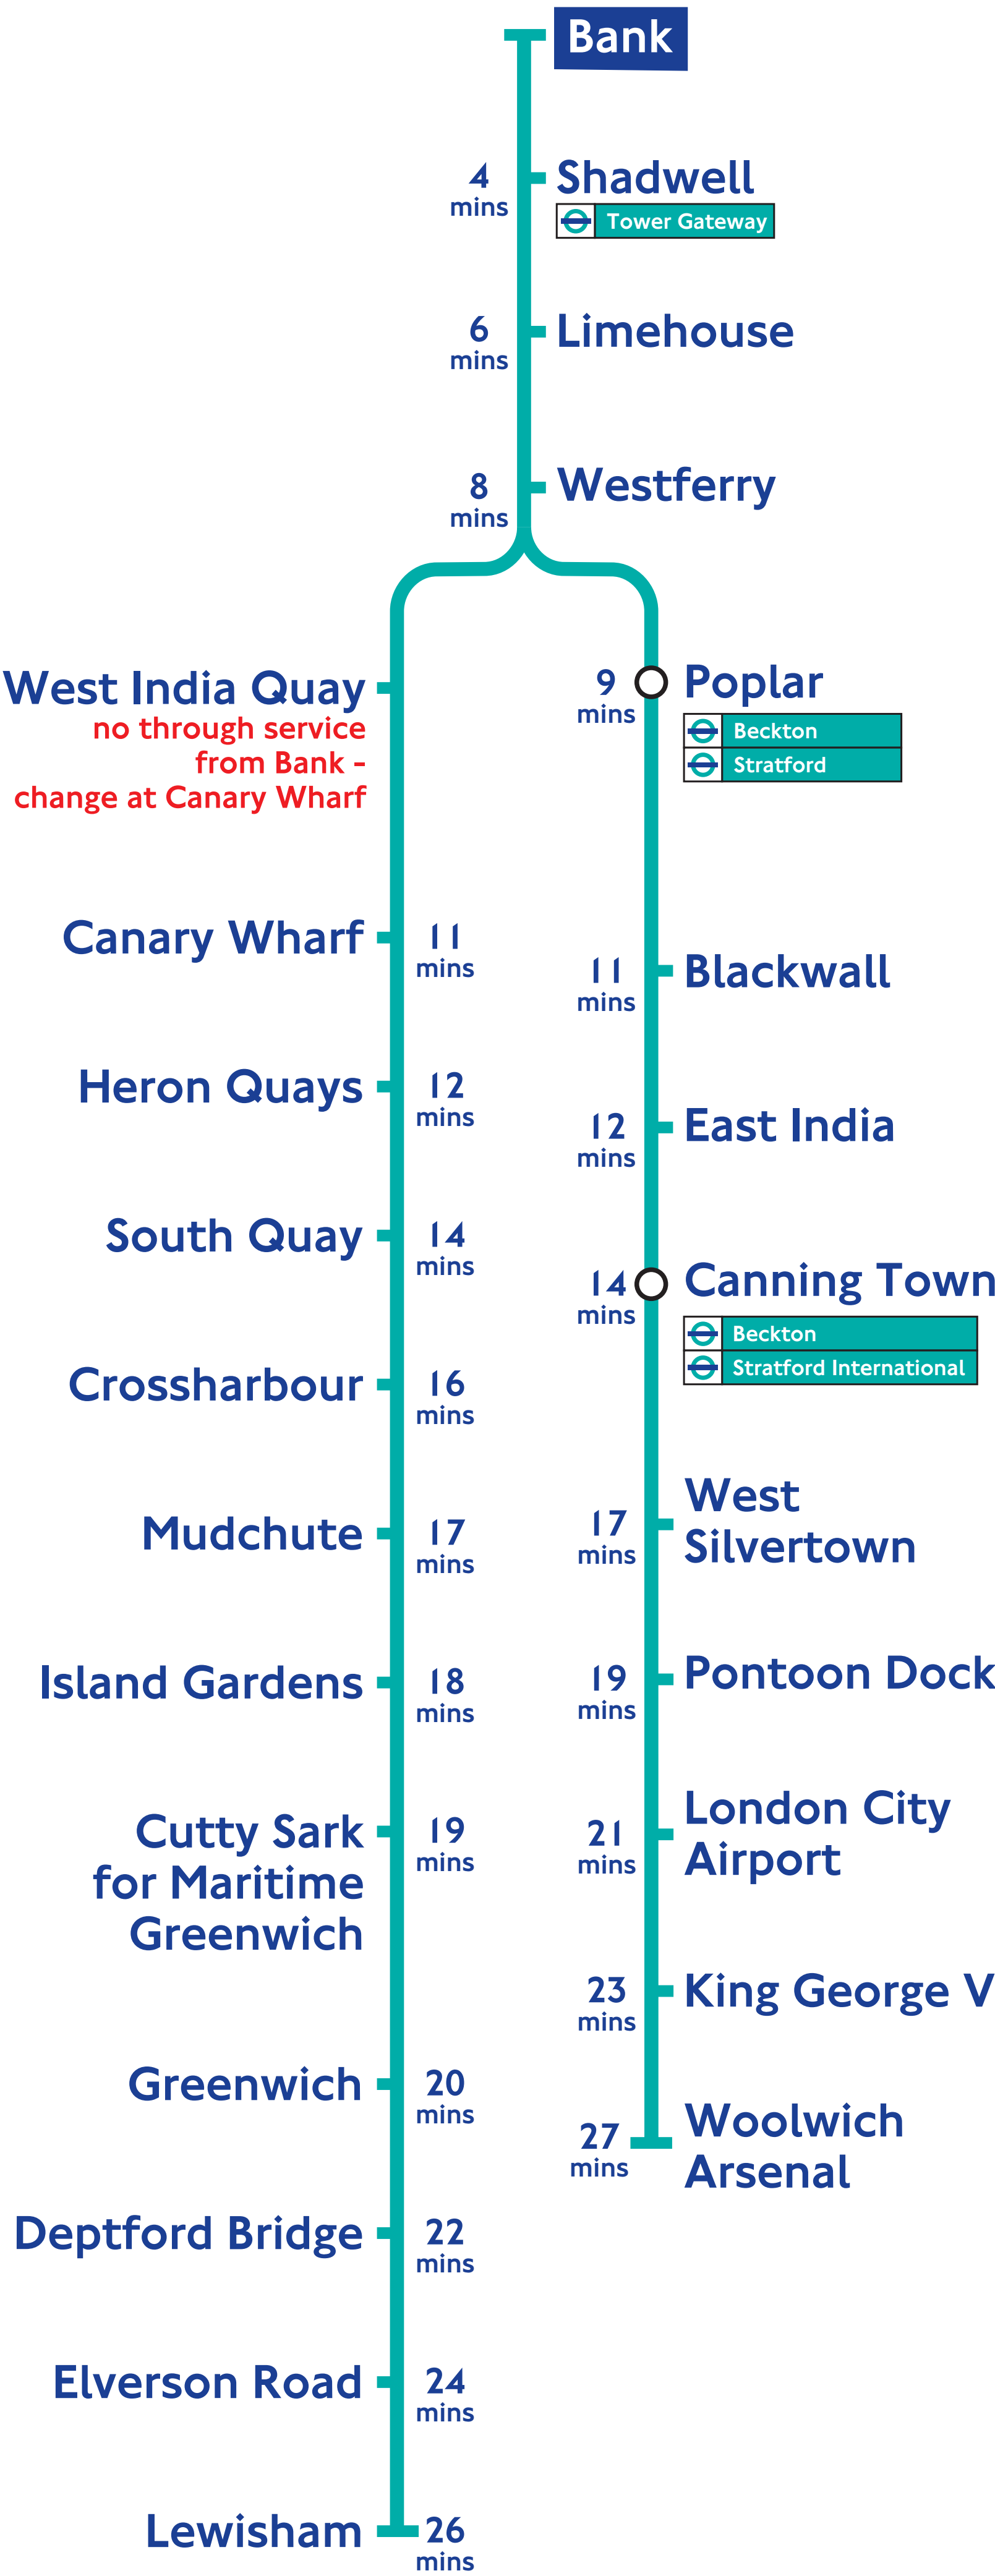 Bank
4
mins
Shadwell
Tower Gateway
6
mins
Limehouse
8
mins
Westferry
West India Quay
no through service
from Bank -
change at Canary Wharf
Canary Wharf
11
mins
Heron Quays
12
mins
South Quay
14
mins
Crossharbour
16
mins
Mudchute
17
mins
Island Gardens
18
mins
Cutty Sark
for Maritime
Greenwich
19
mins
Greenwich
20
mins
Deptford Bridge
22
mins
Elverson Road
24
mins
Lewisham
26
mins
9
mins
Poplar
Beckton
Stratford
11
mins
Blackwall
12
mins
East India
14
mins
Canning Town
Beckton
Stratford International
17
mins
West
Silvertown
19
mins
Pontoon Dock
21
mins
London City
Airport
23
mins
King George V
27
mins
Woolwich
Arsenal